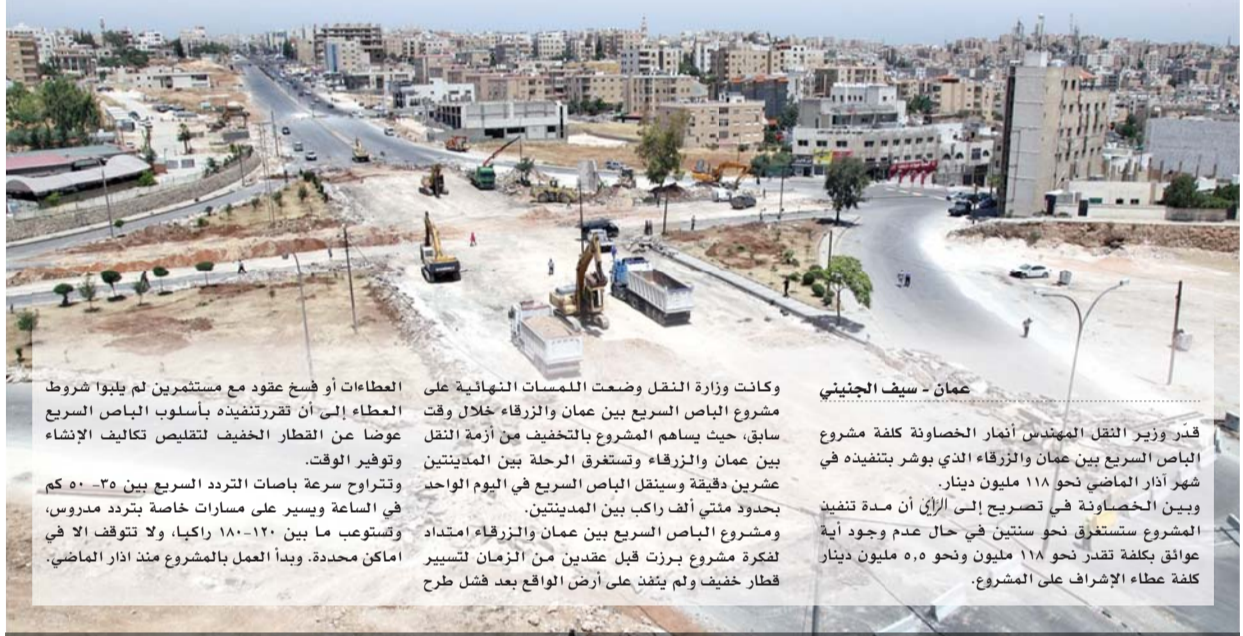 عمان - سيف الجنيني
قدّر وزير النقل المهندس أنمار الخصاونة كلفة مشروع
الباص السريع بين عمان والزرقاء الذي بوشر بتنفيذه في
شهر آذار الماضي نحو ١١٨ مليون دينار.
وبين الخصاونة في تصريح إلى الرأي أن مدة تنفيذ
المشروع ستستغرق نحو سنتين في حال عدم وجود أية
عوائق بكلفة تقدر نحو ١١٨ مليون ونحو ٥,٥ مليون دينار
كلفة عطاء الإشراف على المشروع.
وكانت وزارة النقل وضعت اللمسات النهائية على
مشروع الباص السريع بين عمان والزرقاء خلال وقت
سابق، حيث يساهم المشروع بالتخفيف من أزمة النقل
بين عمان والزرقاء وتستغرق الرحلة بين المدينتين
عشرين دقيقة وسينقل الباص السريع في اليوم الواحد
بحدود مئتي ألف راكب بين المدينتين.
ومشروع الباص السريع بين عمان والزرقاء امتداد
لفكرة مشروع برزت قبل عقدين من الزمان لتسيير
قطار خفيف ولم ينفذ على أرض الواقع بعد فشل طرح
العطاءات أو فسخ عقود مع مستثمرين لم يلبوا شروط
العطاء إلى أن تقررتنفيذه بأسلوب الباص السريع
عوضا عن القطار الخفيف لتقليص تكاليف الإنشاء
وتوفير الوقت.
وتتراوح سرعة باصات التردد السريع بين ٣٥- ٥٠ كم
في الساعة ويسير على مسارات خاصة بتردد مدروس،
وتستوعب ما بين ١٢٠-١٨٠ راكبا، ولا تتوقف الا في
اماكن محددة. وبدأ العمل بالمشروع منذ اذار الماضي.